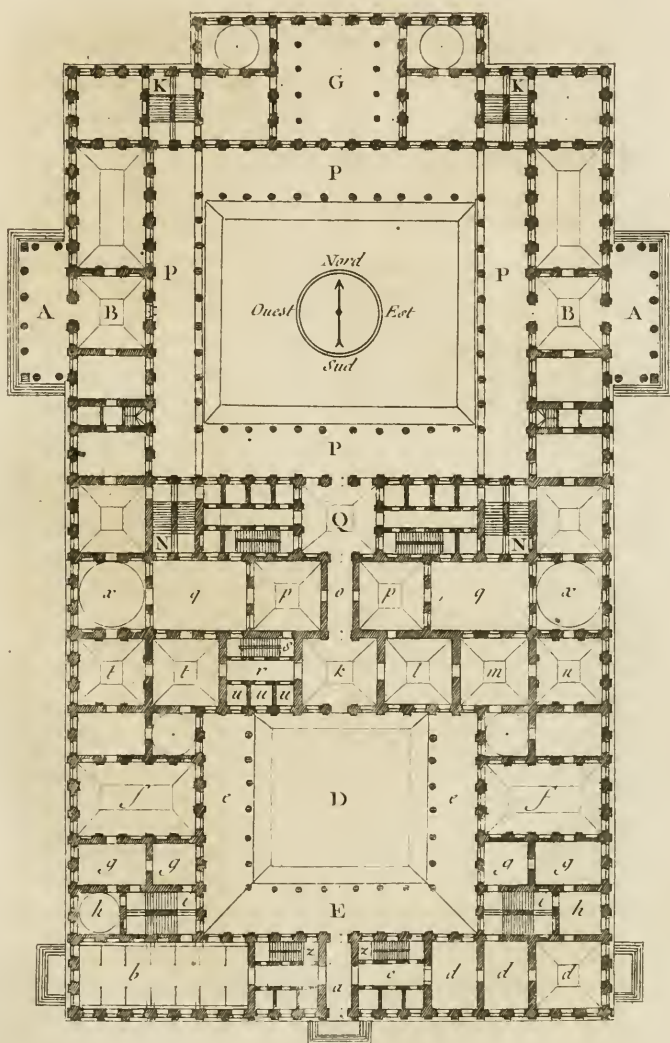 K G K
P
Nord
P P
A B Ouest Est B A
Sud
P
Q
N N
x q p o p q x
s
t t r k l m n
u u u
f e D e f
g g g g
h i E i h
z z
b a c d d d